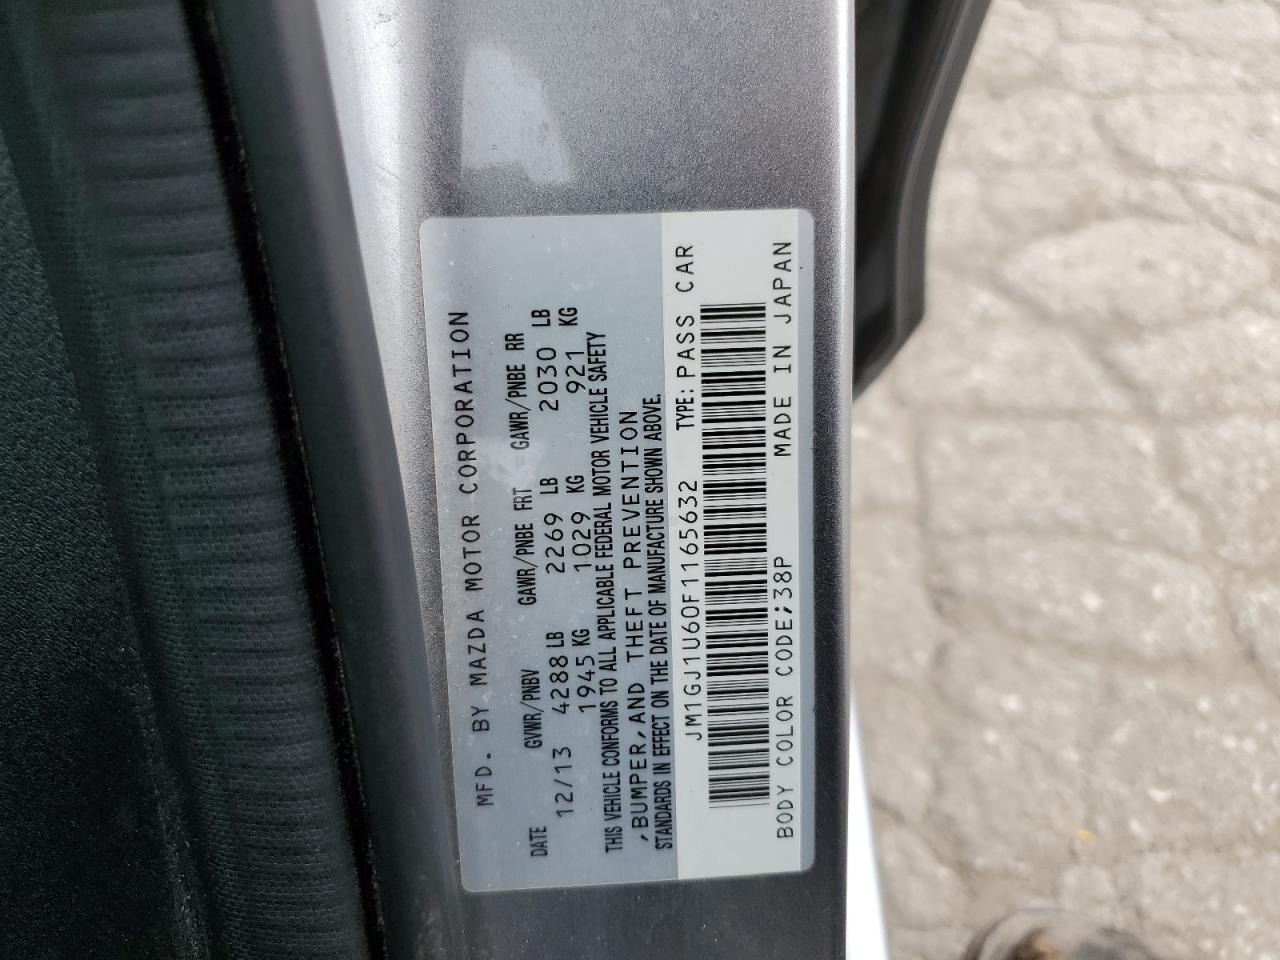 MFD. BY MAZDA MOTOR CORPORATION
DATE GVWR/PNBV GAWR/PNBE FRT GAWR/PNBE RR
12/13 4288 LB 2269 LB 2030 LB
1945 KG 1029 KG 921 KG
THIS VEHICLE CONFORMS TO ALL APPLICABLE FEDERAL MOTOR VEHICLE SAFETY
,BUMPER,AND THEFT PREVENTION
STANDARDS IN EFFECT ON THE DATE OF MANUFACTURE SHOWN ABOVE.
JM1GJ1U60F1165632 TYPE: PASS CAR
BODY COLOR CODE;38P MADE IN JAPAN